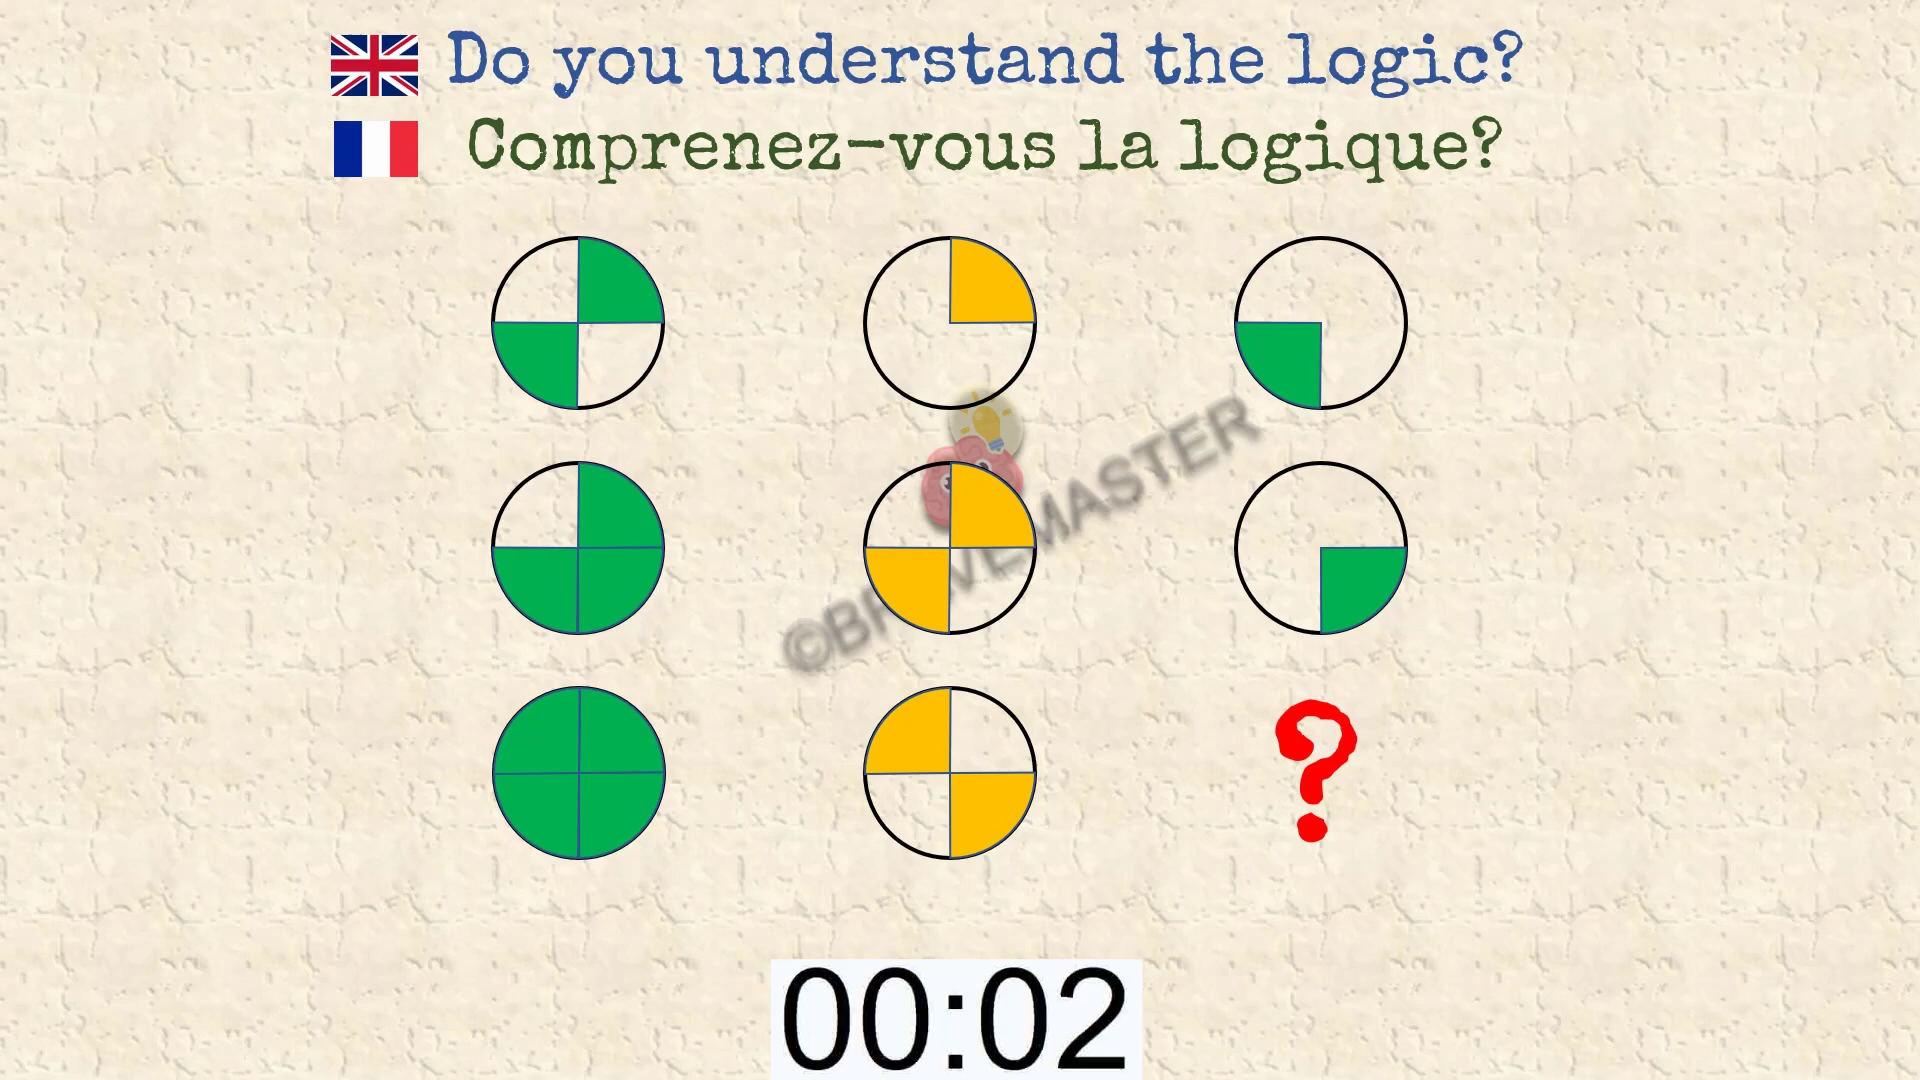 Do you understand the logic?
Comprenez-vous la logique?
?
00:02